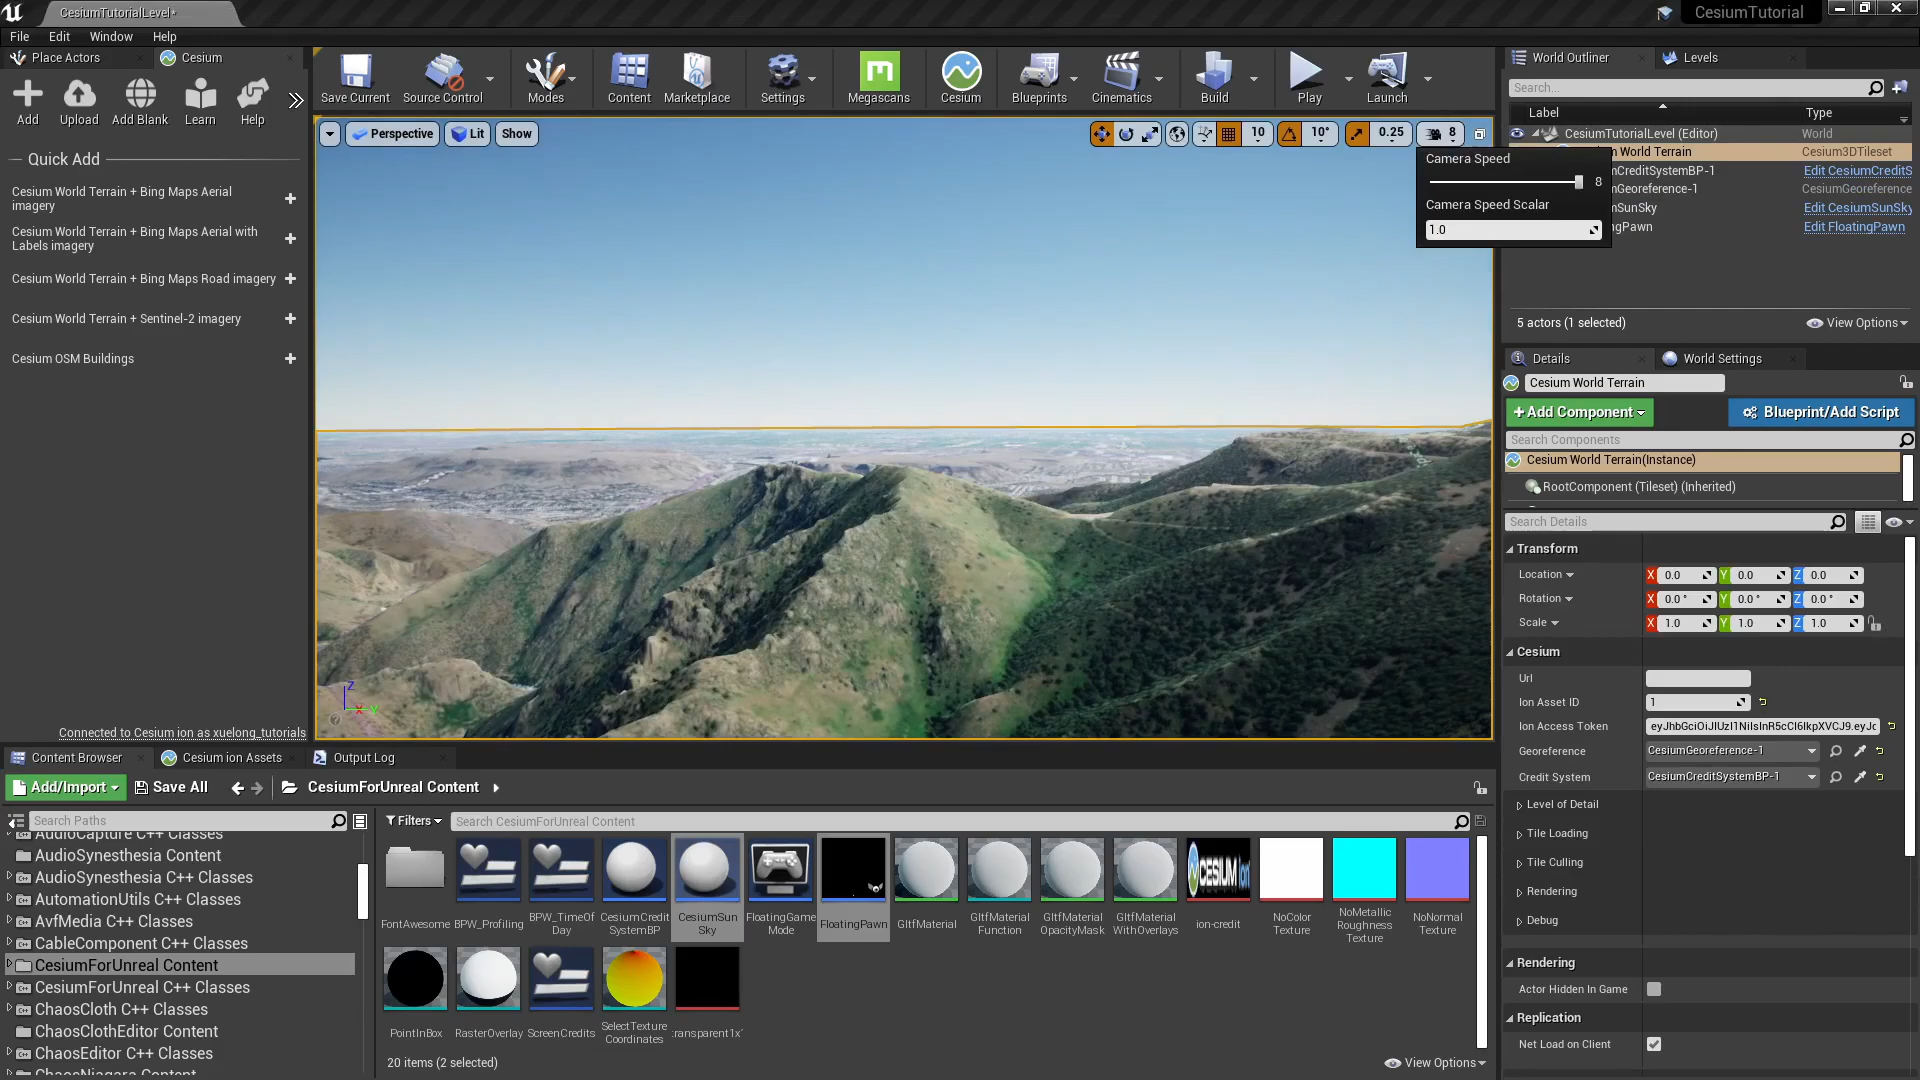 CesiumTutorialLevel*
CesiumTutorial
File Edit Window Help
Place Actors
Cesium
Add
Upload
Add Blank
Learn
Help
Quick Add
Cesium World Terrain + Bing Maps Aerial
imagery
Cesium World Terrain + Bing Maps Aerial with
Labels imagery
Cesium World Terrain + Bing Maps Road imagery
Cesium World Terrain + Sentinel-2 imagery
Cesium OSM Buildings
Connected to Cesium ion as xuelong_tutorials
Save Current
Source Control
Modes
Content
Marketplace
Settings
Megascans
Cesium
Blueprints
Cinematics
Build
Play
Launch
Perspective
Lit
Show
10
10°
0.25
8
Camera Speed
8
Camera Speed Scalar
1.0
Z
X
Y
World Outliner
Levels
Search...
Label
Type
CesiumTutorialLevel (Editor)
World
World Terrain
Cesium3DTileset
CreditSystemBP-1
Edit CesiumCreditS
Georeference-1
CesiumGeoreference
SunSky
Edit CesiumSunSky
Pawn
Edit FloatingPawn
5 actors (1 selected)
View Options
Details
World Settings
Cesium World Terrain
+Add Component
Blueprint/Add Script
Search Components
Cesium World Terrain(Instance)
RootComponent (Tileset) (Inherited)
Search Details
Transform
Location
X 0.0 Y 0.0 Z 0.0
Rotation
X 0.0 ° Y 0.0 ° Z 0.0 °
Scale
X 1.0 Y 1.0 Z 1.0
Cesium
Url
Ion Asset ID
1
Ion Access Token
Georeference
CesiumGeoreference-1
Credit System
CesiumCreditSystemBP-1
Level of Detail
Tile Loading
Tile Culling
Rendering
Debug
Rendering
Actor Hidden In Game
Replication
Net Load on Client
Content Browser
Cesium ion Assets
Output Log
Add/Import
Save All
CesiumForUnreal Content
Search Paths
AudioCapture C++ Classes
AudioSynesthesia Content
AudioSynesthesia C++ Classes
AutomationUtils C++ Classes
AvfMedia C++ Classes
CableComponent C++ Classes
CesiumForUnreal Content
CesiumForUnreal C++ Classes
ChaosCloth C++ Classes
ChaosClothEditor Content
ChaosEditor C++ Classes
ChaosNiagara Content
Filters
Search CesiumForUnreal Content
FontAwesome
BPW_Profiling
BPW_TimeOf
Day
CesiumCredit
SystemBP
CesiumSun
Sky
FloatingGame
Mode
FloatingPawn
GltfMaterial
GltfMaterial
Function
GltfMaterial
OpacityMask
GltfMaterial
WithOverlays
CESIUM ion
ion-credit
NoColor
Texture
NoMetallic
Roughness
Texture
NoNormal
Texture
PointInBox
RasterOverlay
ScreenCredits
SelectTexture
Coordinates
20 items (2 selected)
View Options